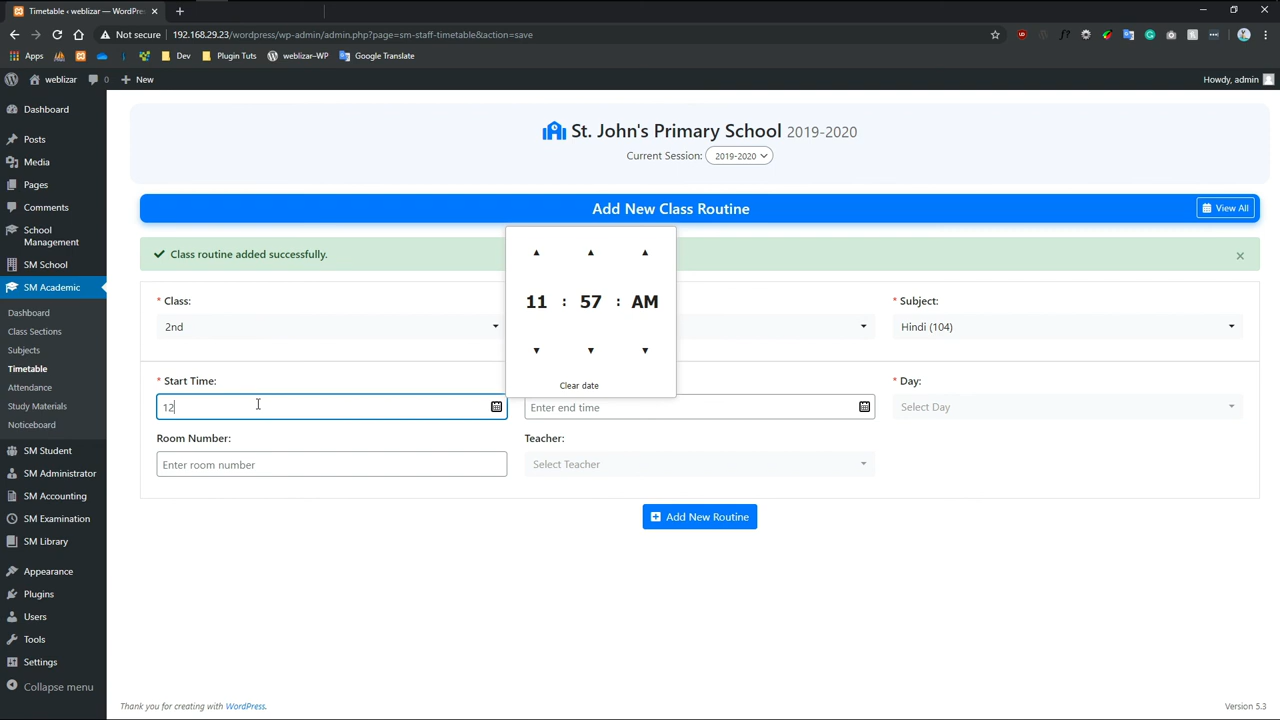 Timetable ‹ weblizar — WordPre
Not secure 192.168.29.23/wordpress/wp-admin/admin.php?page=sm-staff-timetable&action=save
Apps Dev Plugin Tuts weblizar–WP Google Translate
weblizar 0 New Howdy, admin
Dashboard
Posts
Media
Pages
Comments
School Management
SM School
SM Academic
Dashboard
Class Sections
Subjects
Timetable
Attendance
Study Materials
Noticeboard
SM Student
SM Administrator
SM Accounting
SM Examination
SM Library
Appearance
Plugins
Users
Tools
Settings
Collapse menu
St. John's Primary School 2019-2020
Current Session: 2019-2020
Add New Class Routine
View All
Class routine added successfully.
* Class:
2nd
* Subject:
Hindi (104)
11 : 57 : AM
Clear date
* Start Time:
12
Enter end time
* Day:
Select Day
Room Number:
Enter room number
Teacher:
Select Teacher
Add New Routine
Thank you for creating with WordPress.
Version 5.3